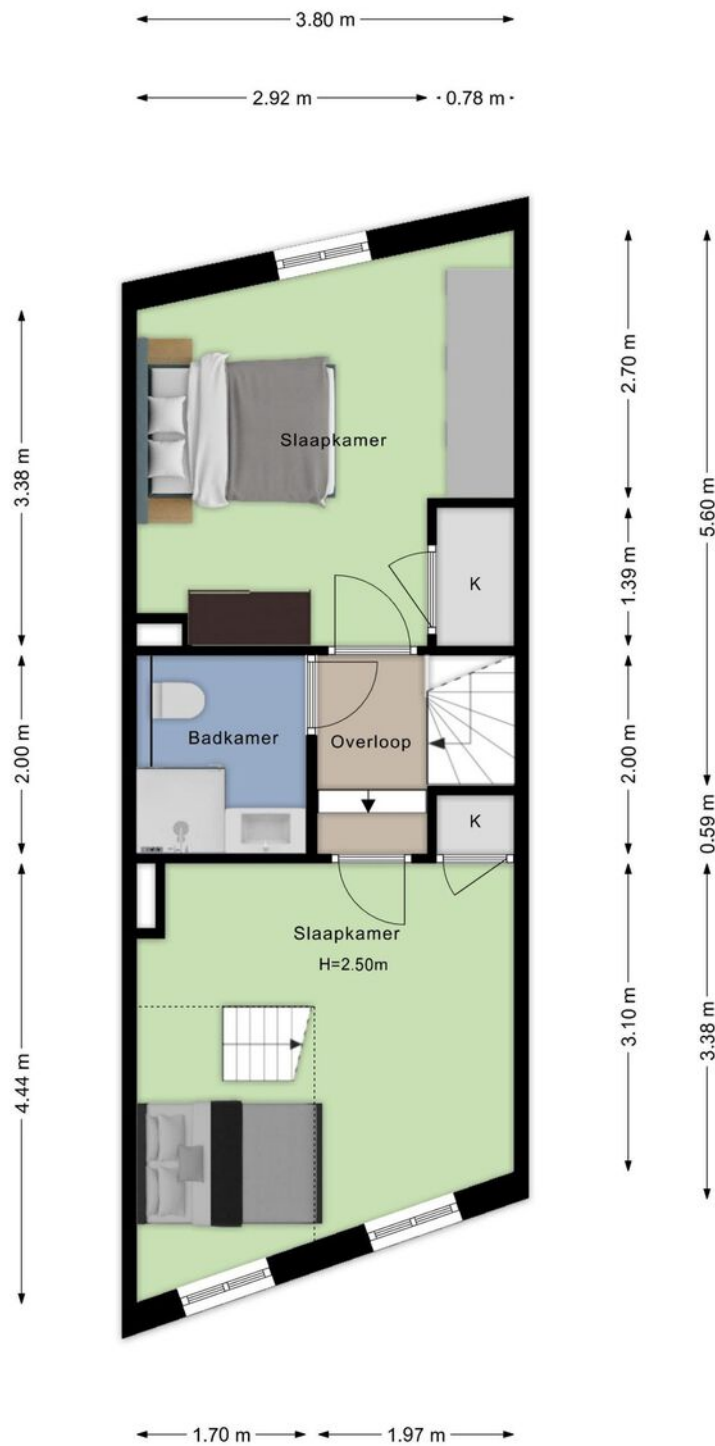 3.80 m
2.92 m
0.78 m
3.38 m
2.00 m
4.44 m
Slaapkamer
K
Badkamer
Overloop
K
Slaapkamer
H=2.50m
2.70 m
1.39 m
2.00 m
3.10 m
5.60 m
0.59 m
3.38 m
1.70 m
1.97 m